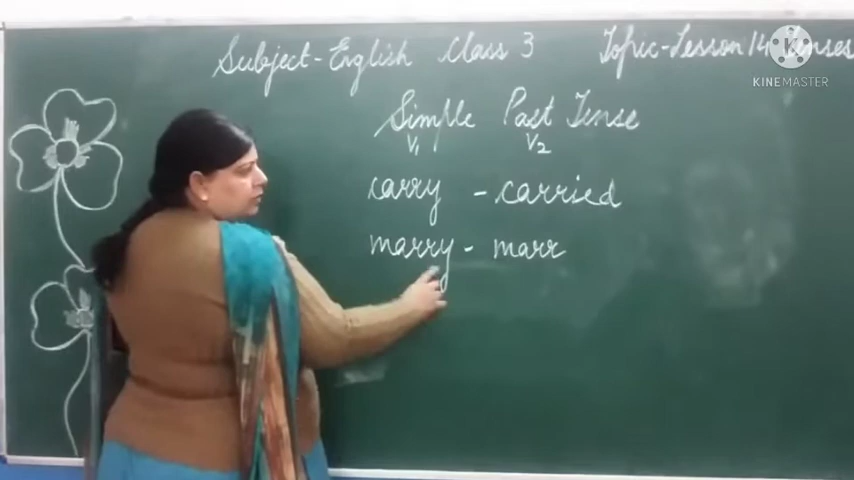 Subject-English Class 3 Topic-Lesson 14 Tenses
KINEMASTER
Simple Past Tense
V1 V2
carry - carried
marry - marr